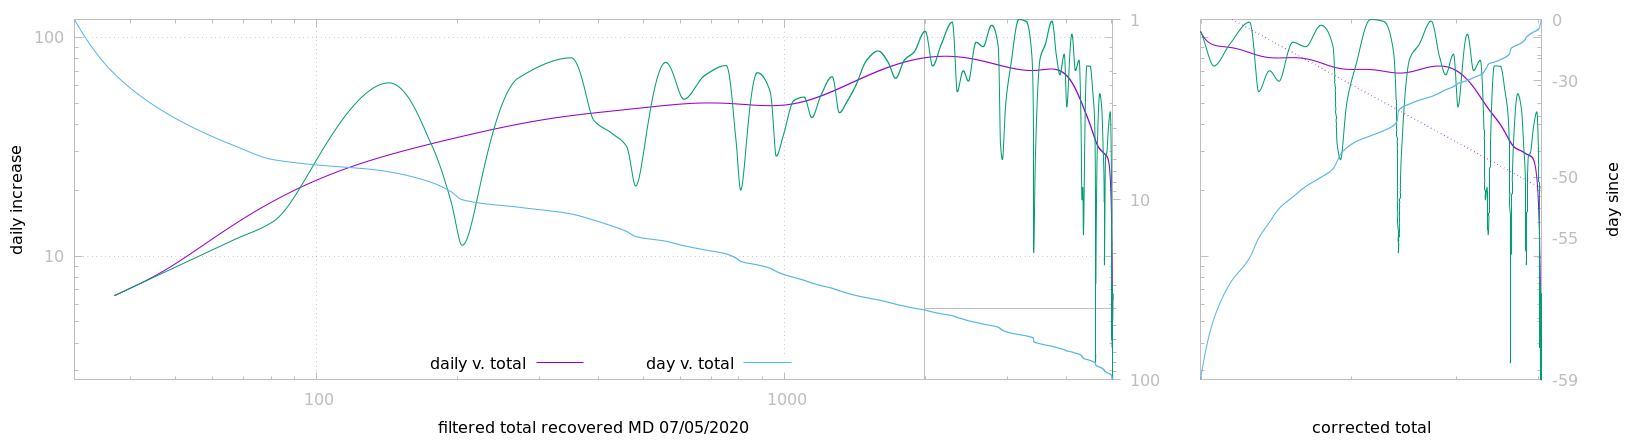 daily increase
100
10
daily v. total
day v. total
100
1000
filtered total recovered MD 07/05/2020
1
10
100
0
-30
-50
-55
-59
day since
corrected total